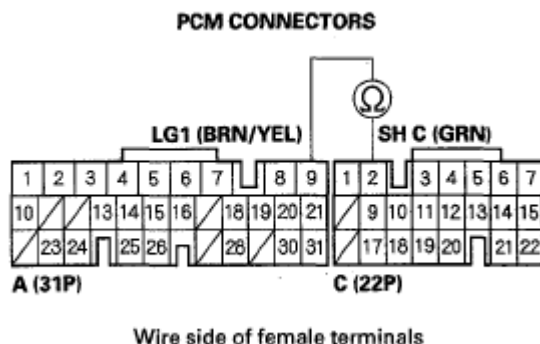 PCM CONNECTORS
Ω
LG1 (BRN/YEL) SH C (GRN)
1 2 3 4 5 6 7 8 9 1 2 3 4 5 6 7
10 13 14 15 16 18 19 20 21 9 10 11 12 13 14 15
23 24 25 26 28 30 31 17 18 19 20 21 22
A (31P) C (22P)
Wire side of female terminals